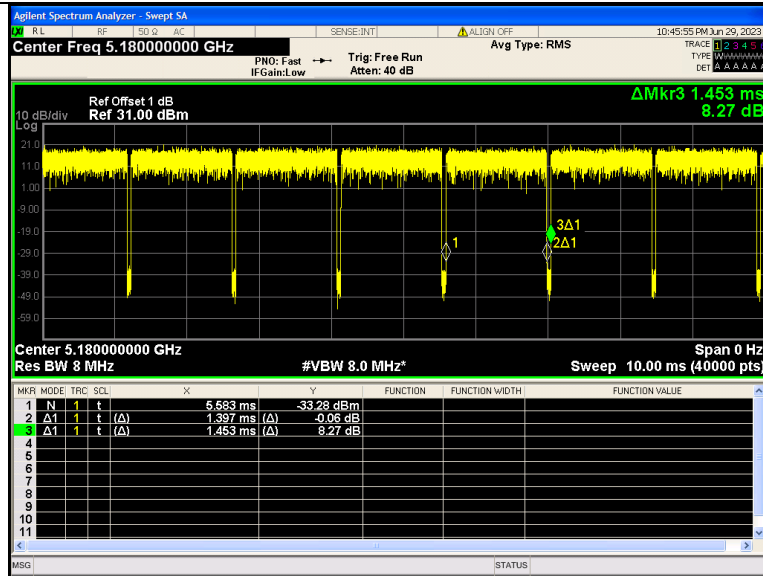 Agilent Spectrum Analyzer - Swept SA
RL RF 50 Ω AC SENSE:INT ALIGN OFF 10:45:55 PM Jun 29, 2023
Center Freq 5.180000000 GHz Avg Type: RMS TRACE 1 2 3 4 5
PNO: Fast Trig: Free Run TYPE
IFGain:Low Atten: 40 dB DET A A A A A
ΔMkr3 1.453 ms
8.27 dB
Ref Offset 1 dB
10 dB/div Ref 31.00 dBm
Log
21.0
11.0
1.00
-9.00
-19.0
-29.0
-39.0
-49.0
-59.0
1
3Δ1
2Δ1
Center 5.180000000 GHz Span 0 Hz
Res BW 8 MHz #VBW 8.0 MHz* Sweep 10.00 ms (40000 pts)
MKR MODE TRC SCL X Y FUNCTION FUNCTION WIDTH FUNCTION VALUE
1 N 1 t 5.583 ms -33.28 dBm
2 Δ1 1 t (Δ) 1.397 ms (Δ) -0.06 dB
3 Δ1 1 t (Δ) 1.453 ms (Δ) 8.27 dB
4
5
6
7
8
9
10
11
MSG STATUS